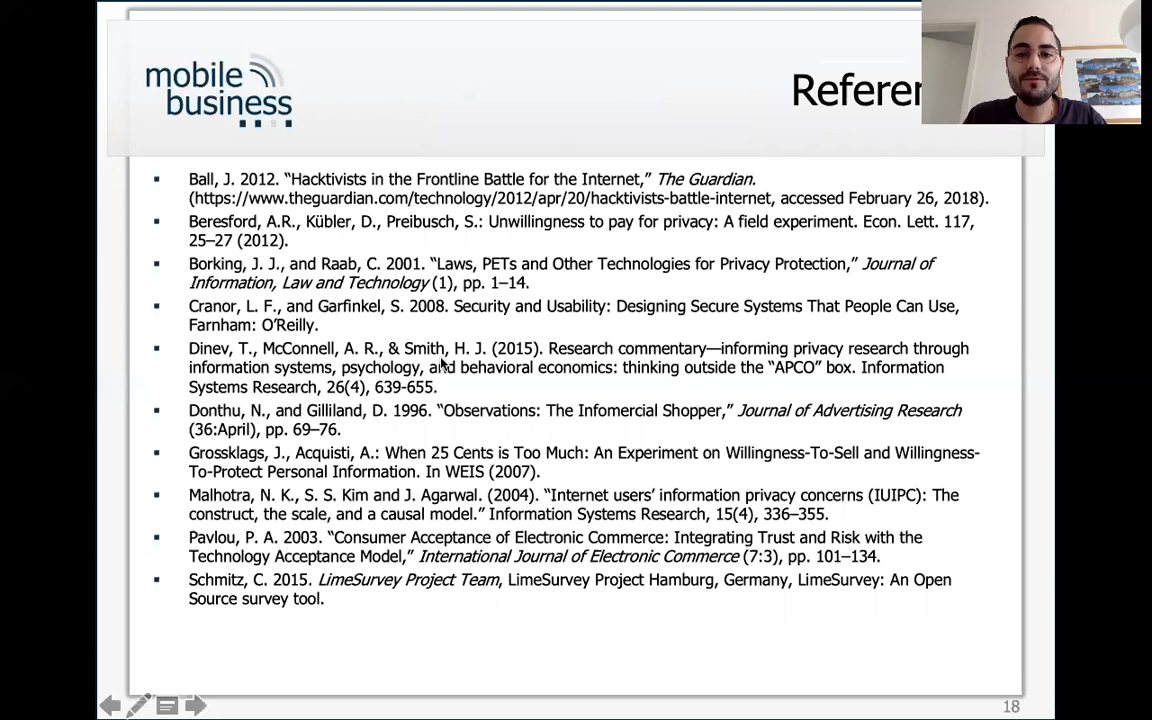 mobile
business
Referen
Ball, J. 2012. “Hacktivists in the Frontline Battle for the Internet,” The Guardian.
(https://www.theguardian.com/technology/2012/apr/20/hacktivists-battle-internet, accessed February 26, 2018).
Beresford, A.R., Kübler, D., Preibusch, S.: Unwillingness to pay for privacy: A field experiment. Econ. Lett. 117,
25–27 (2012).
Borking, J. J., and Raab, C. 2001. “Laws, PETs and Other Technologies for Privacy Protection,” Journal of
Information, Law and Technology (1), pp. 1–14.
Cranor, L. F., and Garfinkel, S. 2008. Security and Usability: Designing Secure Systems That People Can Use,
Farnham: O’Reilly.
Dinev, T., McConnell, A. R., & Smith, H. J. (2015). Research commentary—informing privacy research through
information systems, psychology, and behavioral economics: thinking outside the “APCO” box. Information
Systems Research, 26(4), 639-655.
Donthu, N., and Gilliland, D. 1996. “Observations: The Infomercial Shopper,” Journal of Advertising Research
(36:April), pp. 69–76.
Grossklags, J., Acquisti, A.: When 25 Cents is Too Much: An Experiment on Willingness-To-Sell and Willingness-
To-Protect Personal Information. In WEIS (2007).
Malhotra, N. K., S. S. Kim and J. Agarwal. (2004). “Internet users’ information privacy concerns (IUIPC): The
construct, the scale, and a causal model.” Information Systems Research, 15(4), 336–355.
Pavlou, P. A. 2003. “Consumer Acceptance of Electronic Commerce: Integrating Trust and Risk with the
Technology Acceptance Model,” International Journal of Electronic Commerce (7:3), pp. 101–134.
Schmitz, C. 2015. LimeSurvey Project Team, LimeSurvey Project Hamburg, Germany, LimeSurvey: An Open
Source survey tool.
18